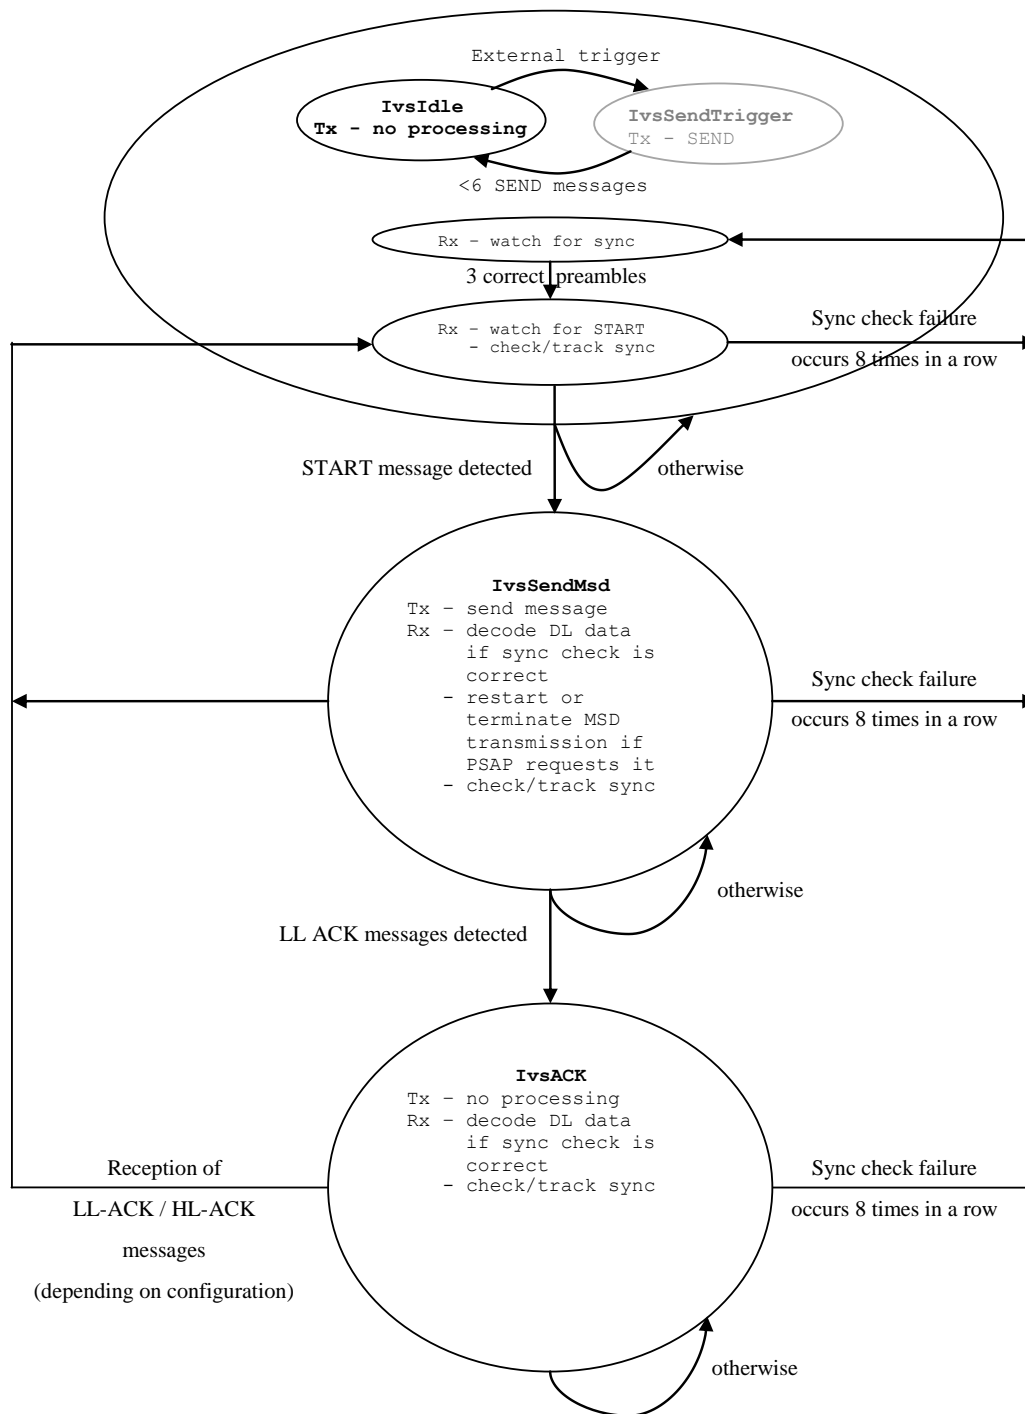 External trigger
IvsIdle
Tx - no processing
IvsSendTrigger
Tx - SEND
<6 SEND messages
Rx – watch for sync
3 correct preambles
Rx – watch for START
- check/track sync
Sync check failure
occurs 8 times in a row
START message detected
otherwise
IvsSendMsd
Tx – send message
Rx – decode DL data
if sync check is
correct
- restart or
terminate MSD
transmission if
PSAP requests it
- check/track sync
Sync check failure
occurs 8 times in a row
otherwise
LL ACK messages detected
IvsACK
Tx – no processing
Rx – decode DL data
if sync check is
correct
- check/track sync
Reception of
LL-ACK / HL-ACK
messages
(depending on configuration)
Sync check failure
occurs 8 times in a row
otherwise